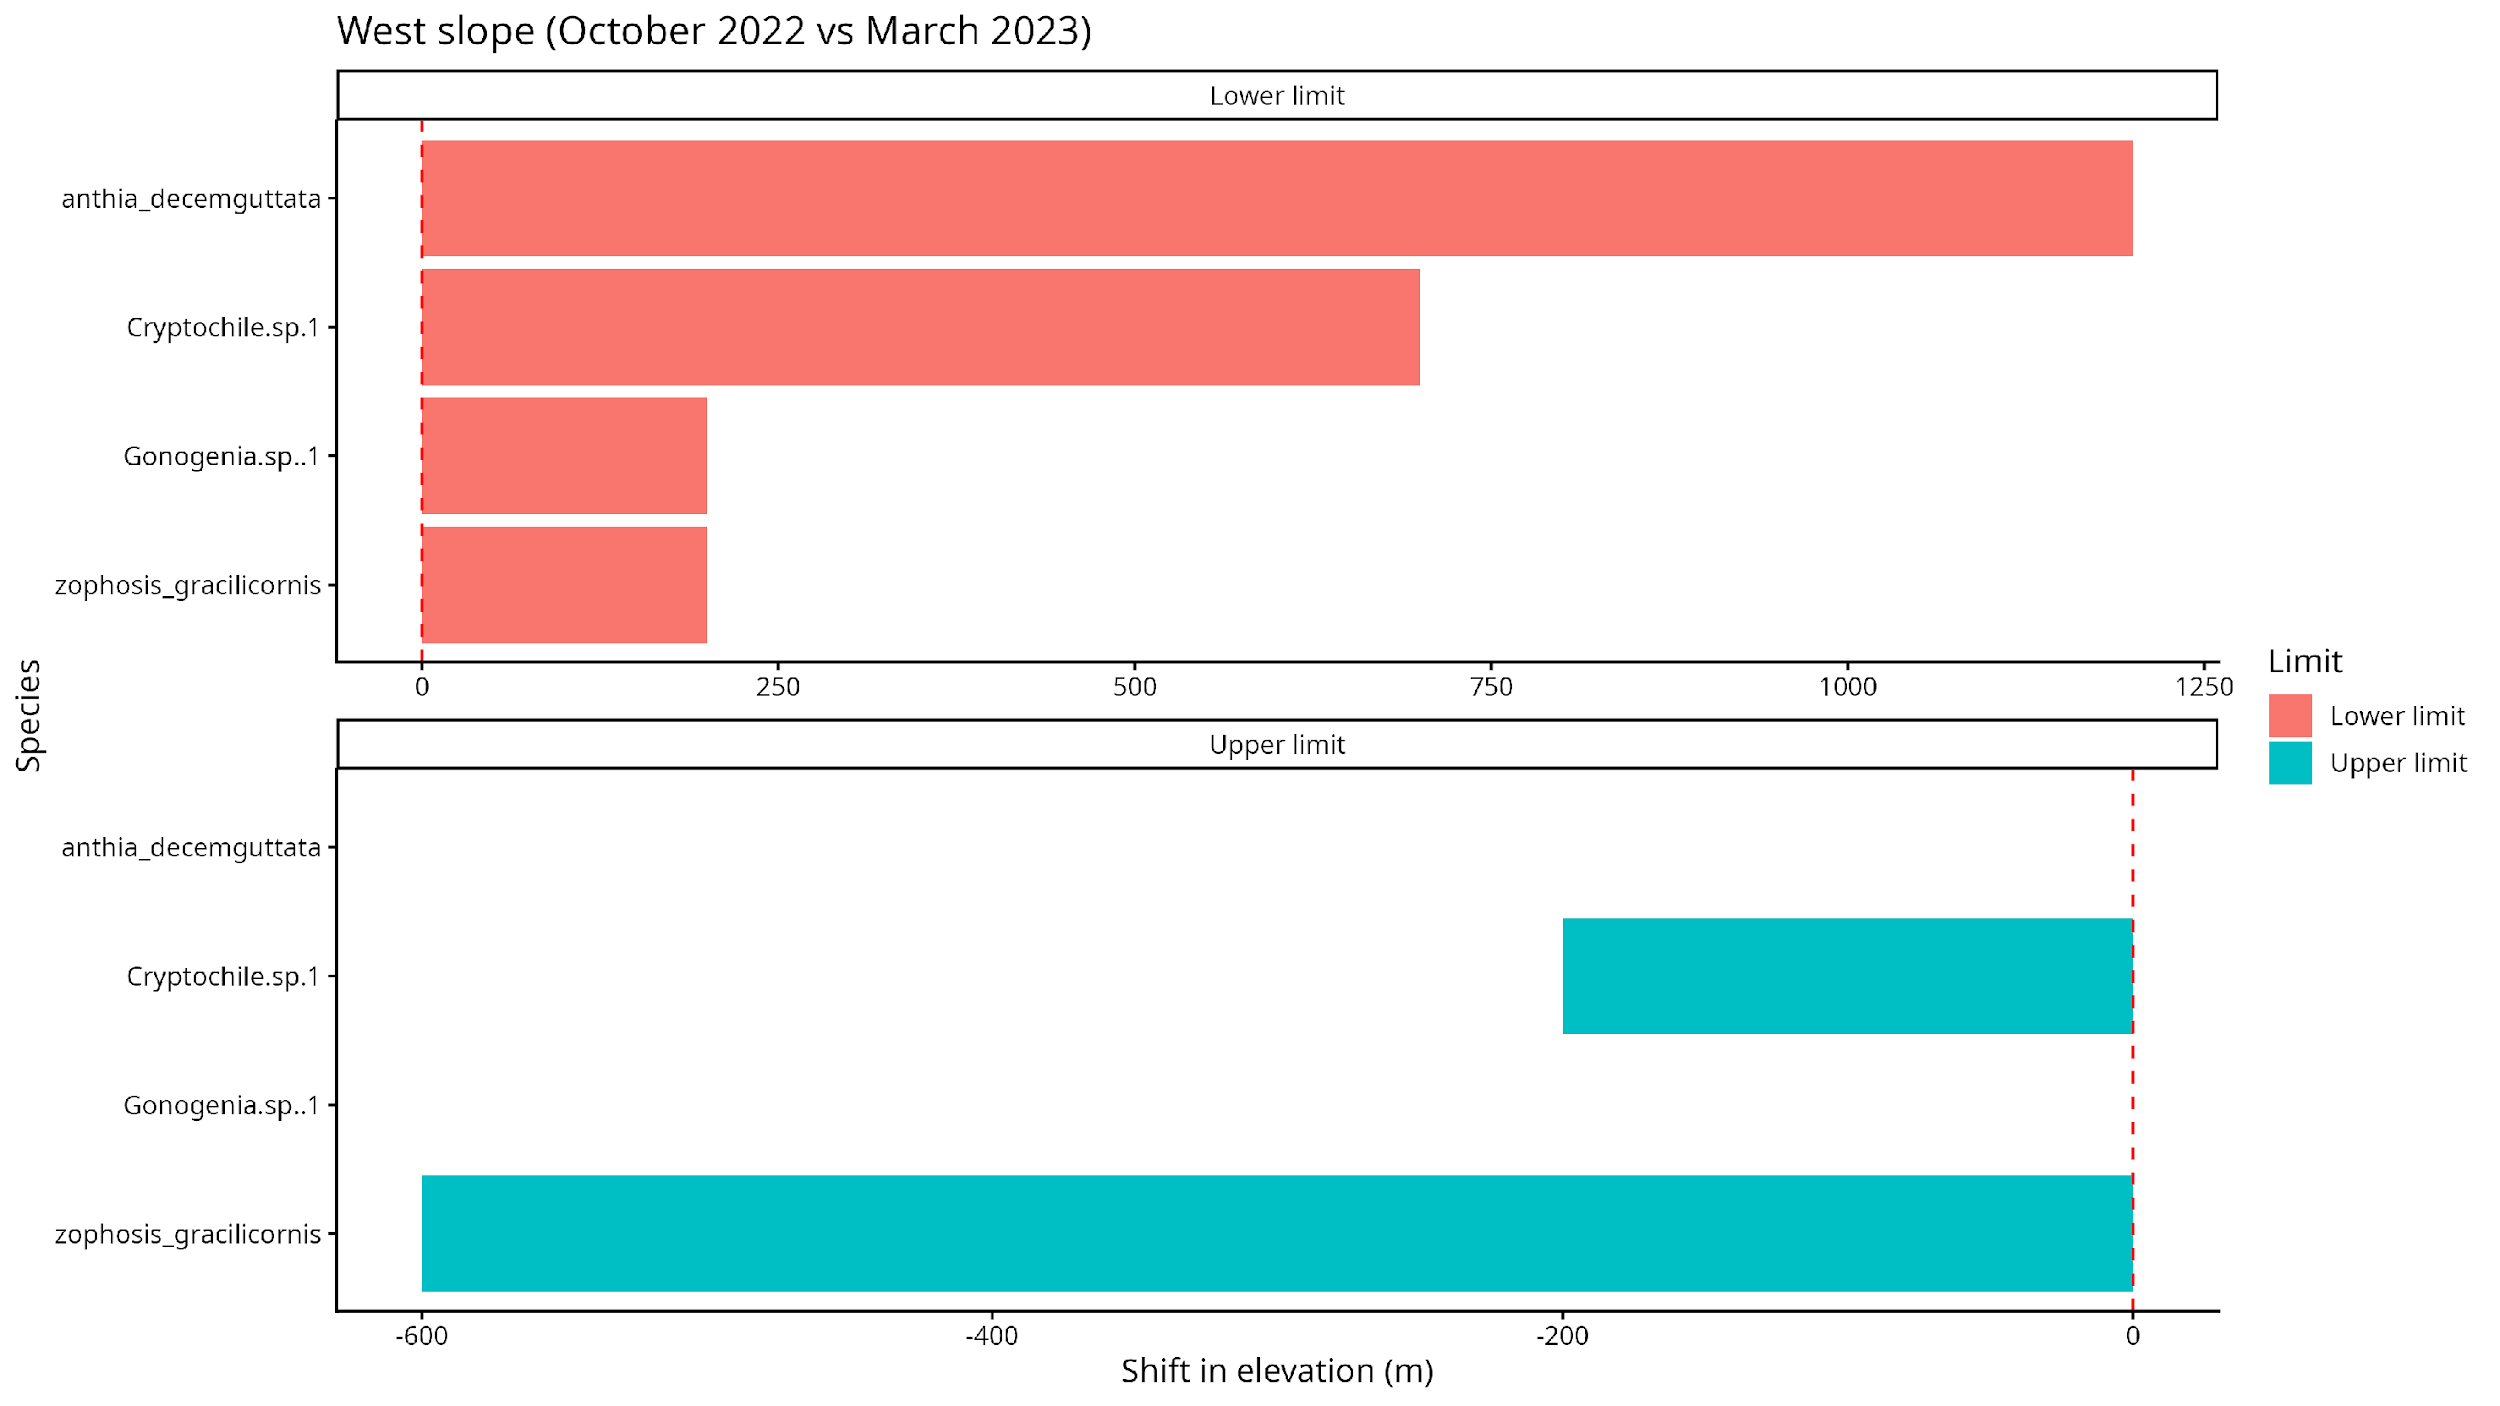 West slope (October 2022 vs March 2023)
Lower limit
anthia_decemguttata
Cryptochile.sp.1
Gonogenia.sp..1
zophosis_gracilicornis
0 250 500 750 1000 1250
Species
Upper limit
anthia_decemguttata
Cryptochile.sp.1
Gonogenia.sp..1
zophosis_gracilicornis
-600 -400 -200 0
Shift in elevation (m)
Limit
Lower limit
Upper limit